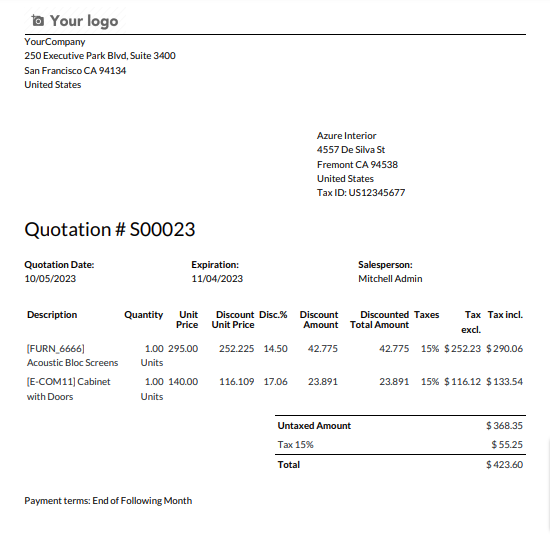 Your logo
YourCompany
250 Executive Park Blvd, Suite 3400
San Francisco CA 94134
United States
Azure Interior
4557 De Silva St
Fremont CA 94538
United States
Tax ID: US12345677
Quotation # S00023
Quotation Date: Expiration: Salesperson:
10/05/2023 11/04/2023 Mitchell Admin
Description Quantity Unit Discount Disc.% Discount Discounted Taxes Tax Tax incl.
Price Unit Price Amount Total Amount excl.
[FURN_6666] 1.00 295.00 252.225 14.50 42.775 42.775 15% $ 252.23 $ 290.06
Acoustic Bloc Screens Units
[E-COM11] Cabinet 1.00 140.00 116.109 17.06 23.891 23.891 15% $ 116.12 $ 133.54
with Doors Units
Untaxed Amount $ 368.35
Tax 15% $ 55.25
Total $ 423.60
Payment terms: End of Following Month